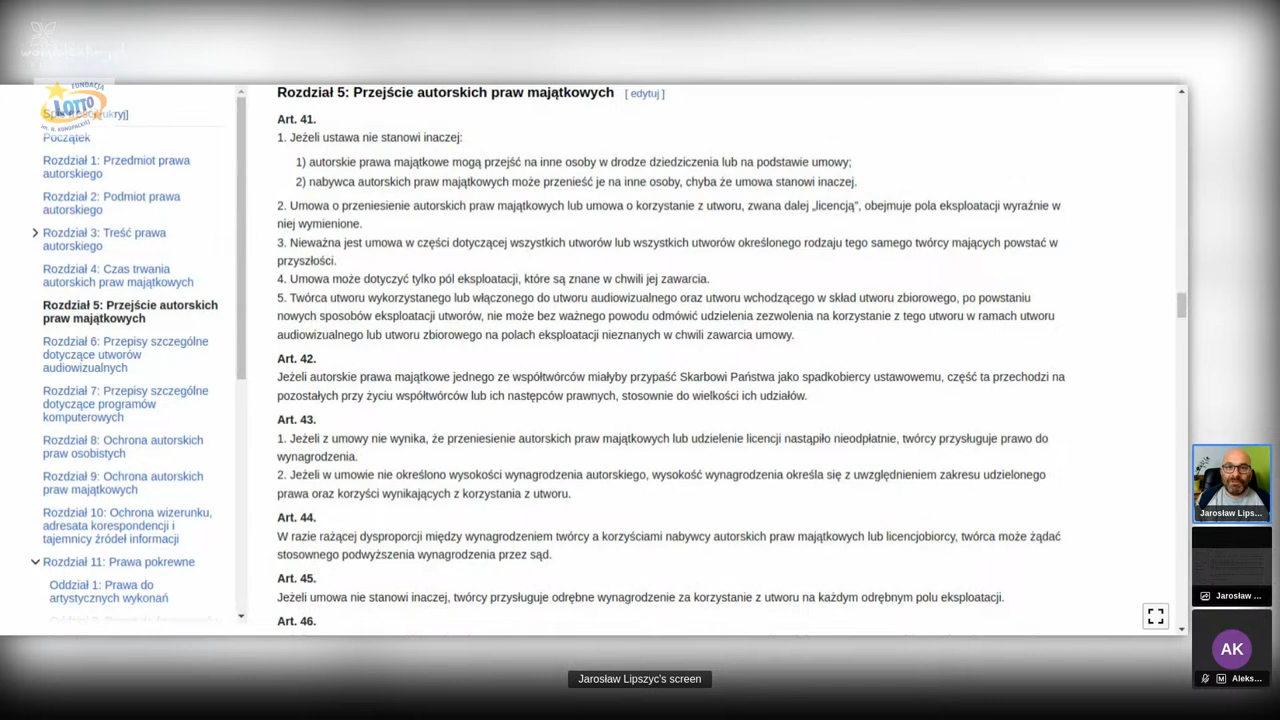 FUNDACJA
LOTTO
im. H. KONOPACKIEJ
Początek
Rozdział 1: Przedmiot prawa
autorskiego
Rozdział 2: Podmiot prawa
autorskiego
Rozdział 3: Treść prawa
autorskiego
Rozdział 4: Czas trwania
autorskich praw majątkowych
Rozdział 5: Przejście autorskich
praw majątkowych
Rozdział 6: Przepisy szczególne
dotyczące utworów
audiowizualnych
Rozdział 7: Przepisy szczególne
dotyczące programów
komputerowych
Rozdział 8: Ochrona autorskich
praw osobistych
Rozdział 9: Ochrona autorskich
praw majątkowych
Rozdział 10: Ochrona wizerunku,
adresata korespondencji i
tajemnicy źródeł informacji
Rozdział 11: Prawa pokrewne
Oddział 1: Prawa do
artystycznych wykonań
Rozdział 5: Przejście autorskich praw majątkowych [ edytuj ]
Art. 41.
1. Jeżeli ustawa nie stanowi inaczej:
1) autorskie prawa majątkowe mogą przejść na inne osoby w drodze dziedziczenia lub na podstawie umowy;
2) nabywca autorskich praw majątkowych może przenieść je na inne osoby, chyba że umowa stanowi inaczej.
2. Umowa o przeniesienie autorskich praw majątkowych lub umowa o korzystanie z utworu, zwana dalej „licencją”, obejmuje pola eksploatacji wyraźnie w
niej wymienione.
3. Nieważna jest umowa w części dotyczącej wszystkich utworów lub wszystkich utworów określonego rodzaju tego samego twórcy mających powstać w
przyszłości.
4. Umowa może dotyczyć tylko pól eksploatacji, które są znane w chwili jej zawarcia.
5. Twórca utworu wykorzystanego lub włączonego do utworu audiowizualnego oraz utworu wchodzącego w skład utworu zbiorowego, po powstaniu
nowych sposobów eksploatacji utworów, nie może bez ważnego powodu odmówić udzielenia zezwolenia na korzystanie z tego utworu w ramach utworu
audiowizualnego lub utworu zbiorowego na polach eksploatacji nieznanych w chwili zawarcia umowy.
Art. 42.
Jeżeli autorskie prawa majątkowe jednego ze współtwórców miałyby przypaść Skarbowi Państwa jako spadkobiercy ustawowemu, część ta przechodzi na
pozostałych przy życiu współtwórców lub ich następców prawnych, stosownie do wielkości ich udziałów.
Art. 43.
1. Jeżeli z umowy nie wynika, że przeniesienie autorskich praw majątkowych lub udzielenie licencji nastąpiło nieodpłatnie, twórcy przysługuje prawo do
wynagrodzenia.
2. Jeżeli w umowie nie określono wysokości wynagrodzenia autorskiego, wysokość wynagrodzenia określa się z uwzględnieniem zakresu udzielonego
prawa oraz korzyści wynikających z korzystania z utworu.
Art. 44.
W razie rażącej dysproporcji między wynagrodzeniem twórcy a korzyściami nabywcy autorskich praw majątkowych lub licencjobiorcy, twórca może żądać
stosownego podwyższenia wynagrodzenia przez sąd.
Art. 45.
Jeżeli umowa nie stanowi inaczej, twórcy przysługuje odrębne wynagrodzenie za korzystanie z utworu na każdym odrębnym polu eksploatacji.
Art. 46.
Jarosław Lips...
Jarosław ...
AK
Aleks...
Jarosław Lipszyc's screen